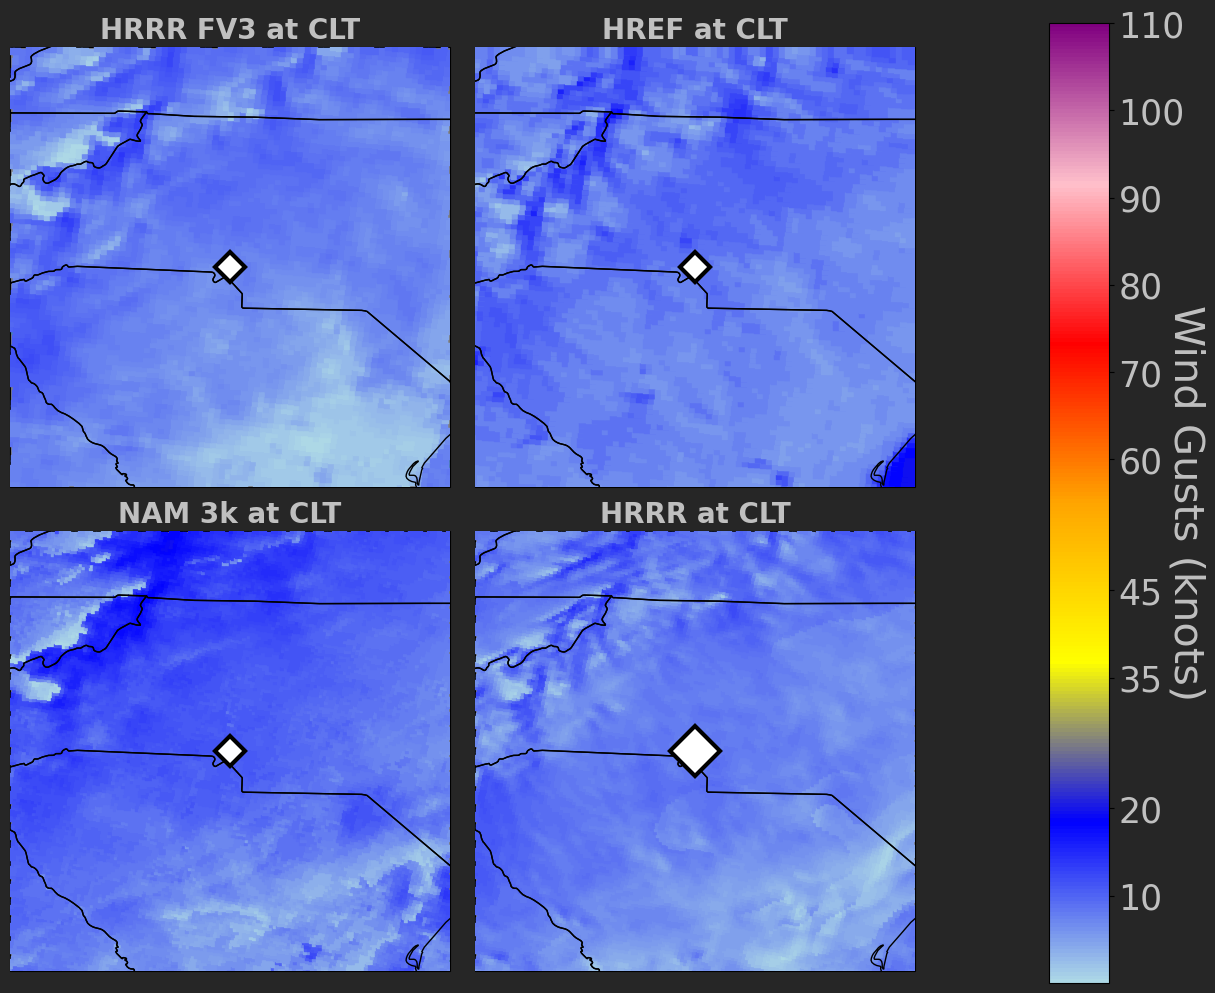 HRRR FV3 at CLT
HREF at CLT
NAM 3k at CLT
HRRR at CLT
110
100
90
80
70
60
45
35
20
10
Wind Gusts (knots)